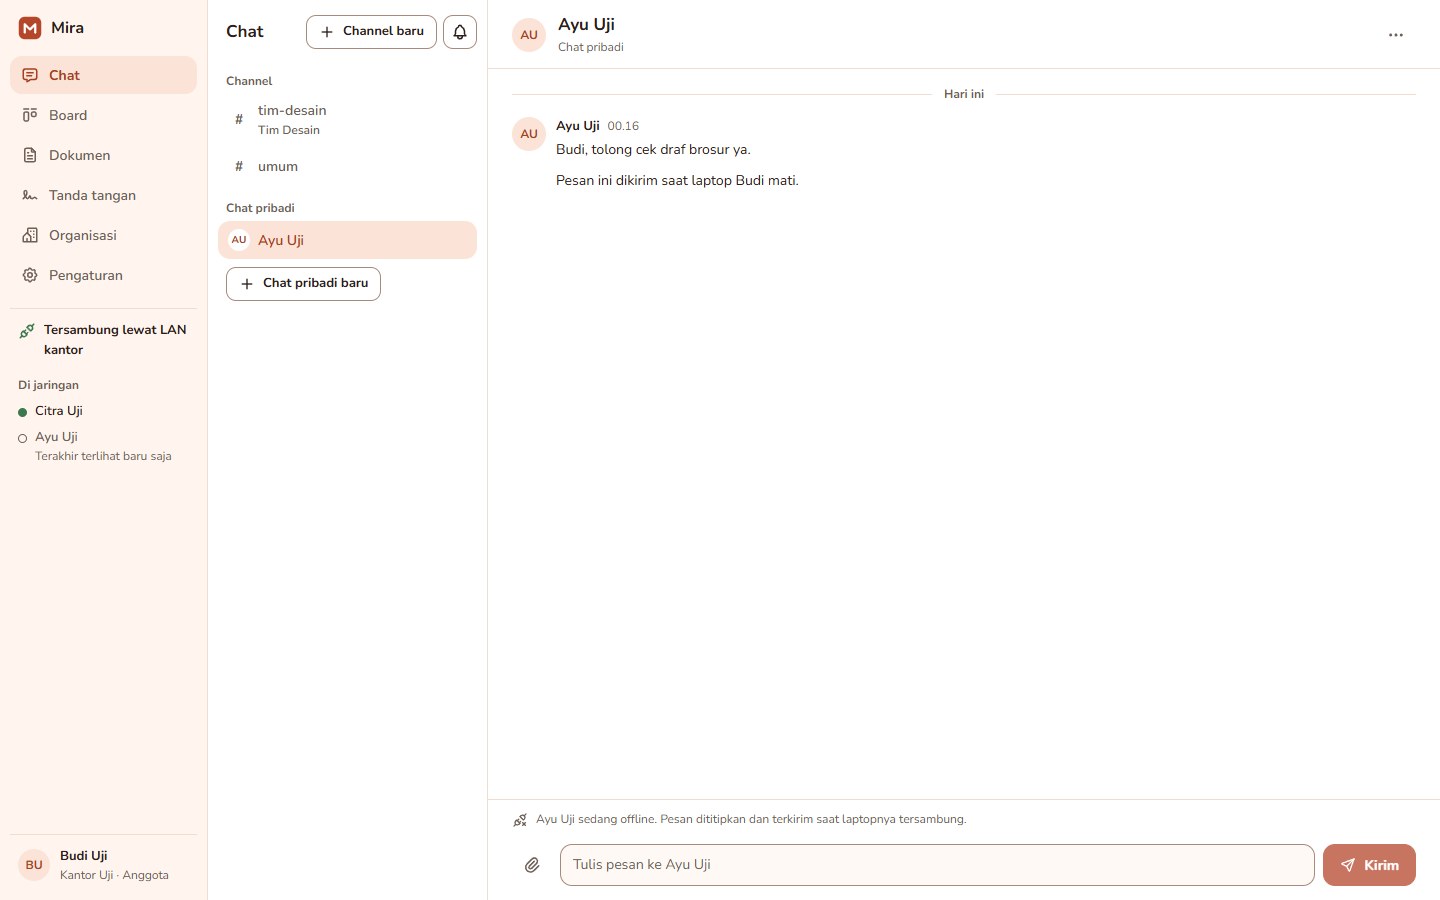 Mira
Chat
Board
Dokumen
Tanda tangan
Organisasi
Pengaturan
Tersambung lewat LAN
kantor
Di jaringan
Citra Uji
Ayu Uji
Terakhir terlihat baru saja
BU
Budi Uji
Kantor Uji · Anggota
Chat
+ Channel baru
Channel
# tim-desain
Tim Desain
# umum
Chat pribadi
AU Ayu Uji
+ Chat pribadi baru
AU
Ayu Uji
Chat pribadi
Hari ini
AU
Ayu Uji 00.16
Budi, tolong cek draf brosur ya.
Pesan ini dikirim saat laptop Budi mati.
Ayu Uji sedang offline. Pesan dititipkan dan terkirim saat laptopnya tersambung.
Tulis pesan ke Ayu Uji
Kirim